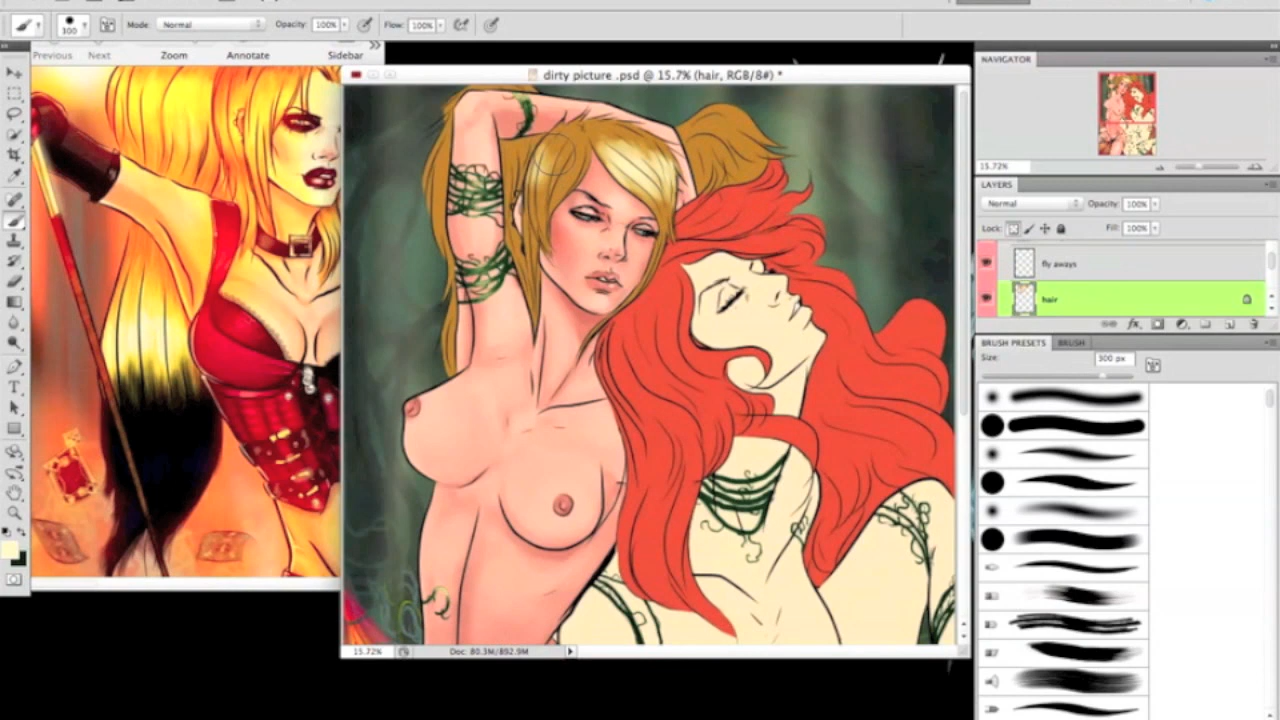 100
Mode: Normal
Opacity: 100%
Flow: 100%
Previous Next Zoom Annotate Sidebar
dirty picture .psd @ 15.7% (hair, RGB/8#) *
NAVIGATOR
15.72%
LAYERS
Normal
Opacity: 100%
Lock:
Fill: 100%
fly aways
hair
fx
BRUSH PRESETS BRUSH
Size: 300 px
T
15.72%
Doc: 80.3M/892.9M